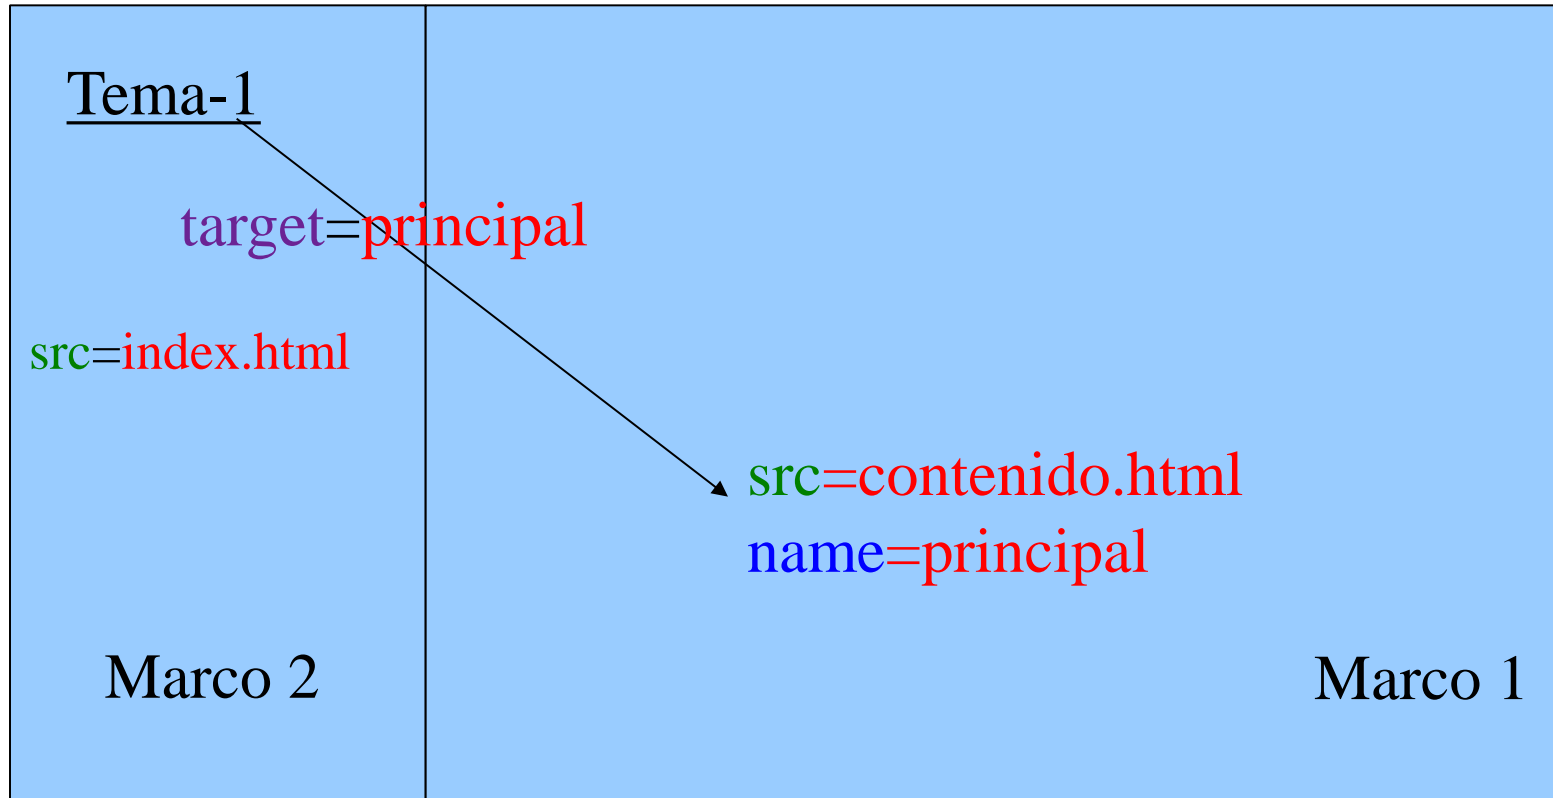 Tema-1
target=principal
src=index.html
src=contenido.html
name=principal
Marco 2
Marco 1